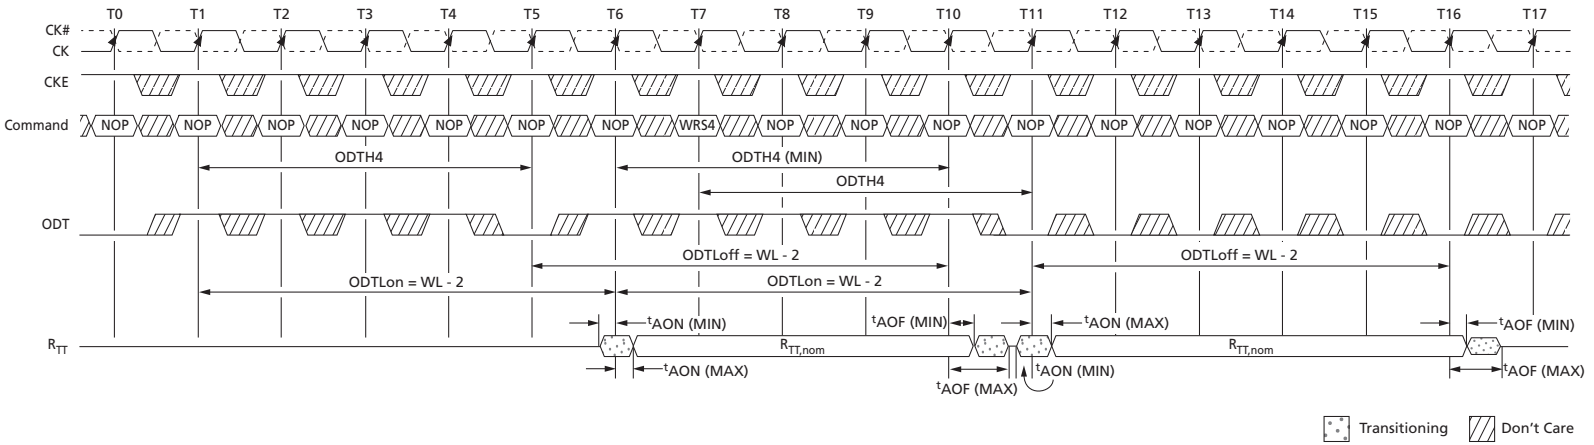 T0 T1 T2 T3 T4 T5 T6 T7 T8 T9 T10 T11 T12 T13 T14 T15 T16 T17
CK#
CK
CKE
Command NOP NOP NOP NOP NOP NOP NOP WRS4 NOP NOP NOP NOP NOP NOP NOP NOP NOP NOP
ODTH4 ODTH4 (MIN)
ODTH4
ODT
ODTLoff = WL - 2 ODTLoff = WL - 2
ODTLon = WL - 2 ODTLon = WL - 2
tAON (MIN) tAOF (MIN) tAON (MAX) tAOF (MIN)
RTT RTT,nom RTT,nom
tAON (MAX) tAON (MIN) tAOF (MAX)
tAOF (MAX)
Transitioning Don't Care